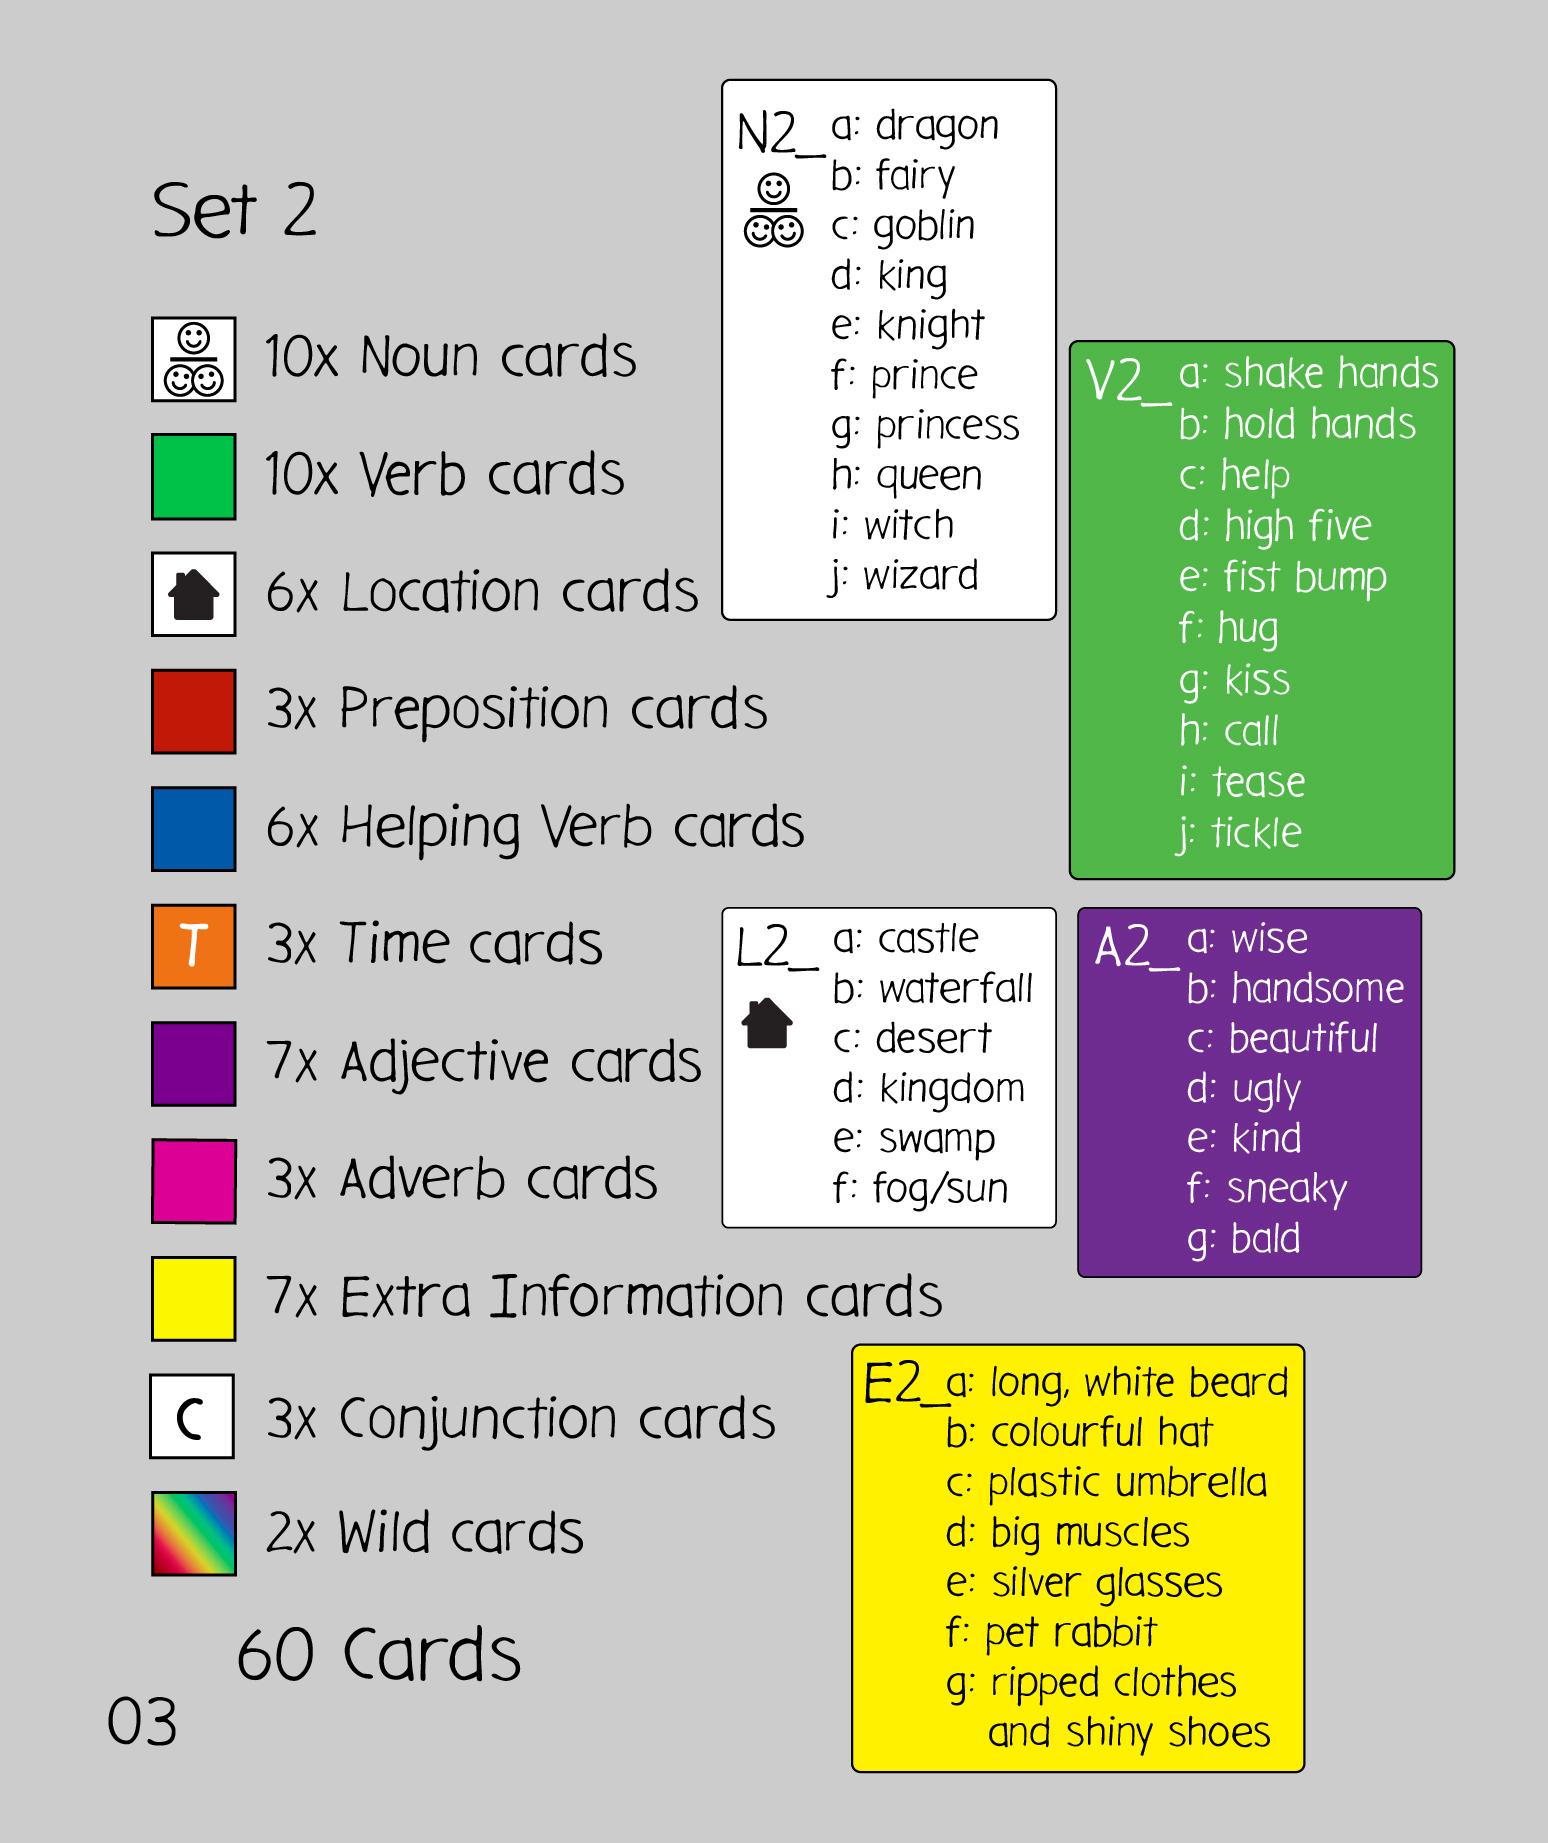 Set 2
10x Noun cards
10x Verb cards
6x Location cards
3x Preposition cards
6x Helping Verb cards
T
3x Time cards
7x Adjective cards
3x Adverb cards
7x Extra Information cards
C
3x Conjunction cards
2x Wild cards
60 Cards
03
N2_ a: dragon
b: fairy
c: goblin
d: king
e: knight
f: prince
g: princess
h: queen
i: witch
j: wizard
V2_ a: shake hands
b: hold hands
c: help
d: high five
e: fist bump
f: hug
g: kiss
h: call
i: tease
j: tickle
L2_ a: castle
b: waterfall
c: desert
d: kingdom
e: swamp
f: fog/sun
A2_ a: wise
b: handsome
c: beautiful
d: ugly
e: kind
f: sneaky
g: bald
E2_ a: long, white beard
b: colourful hat
c: plastic umbrella
d: big muscles
e: silver glasses
f: pet rabbit
g: ripped clothes
and shiny shoes